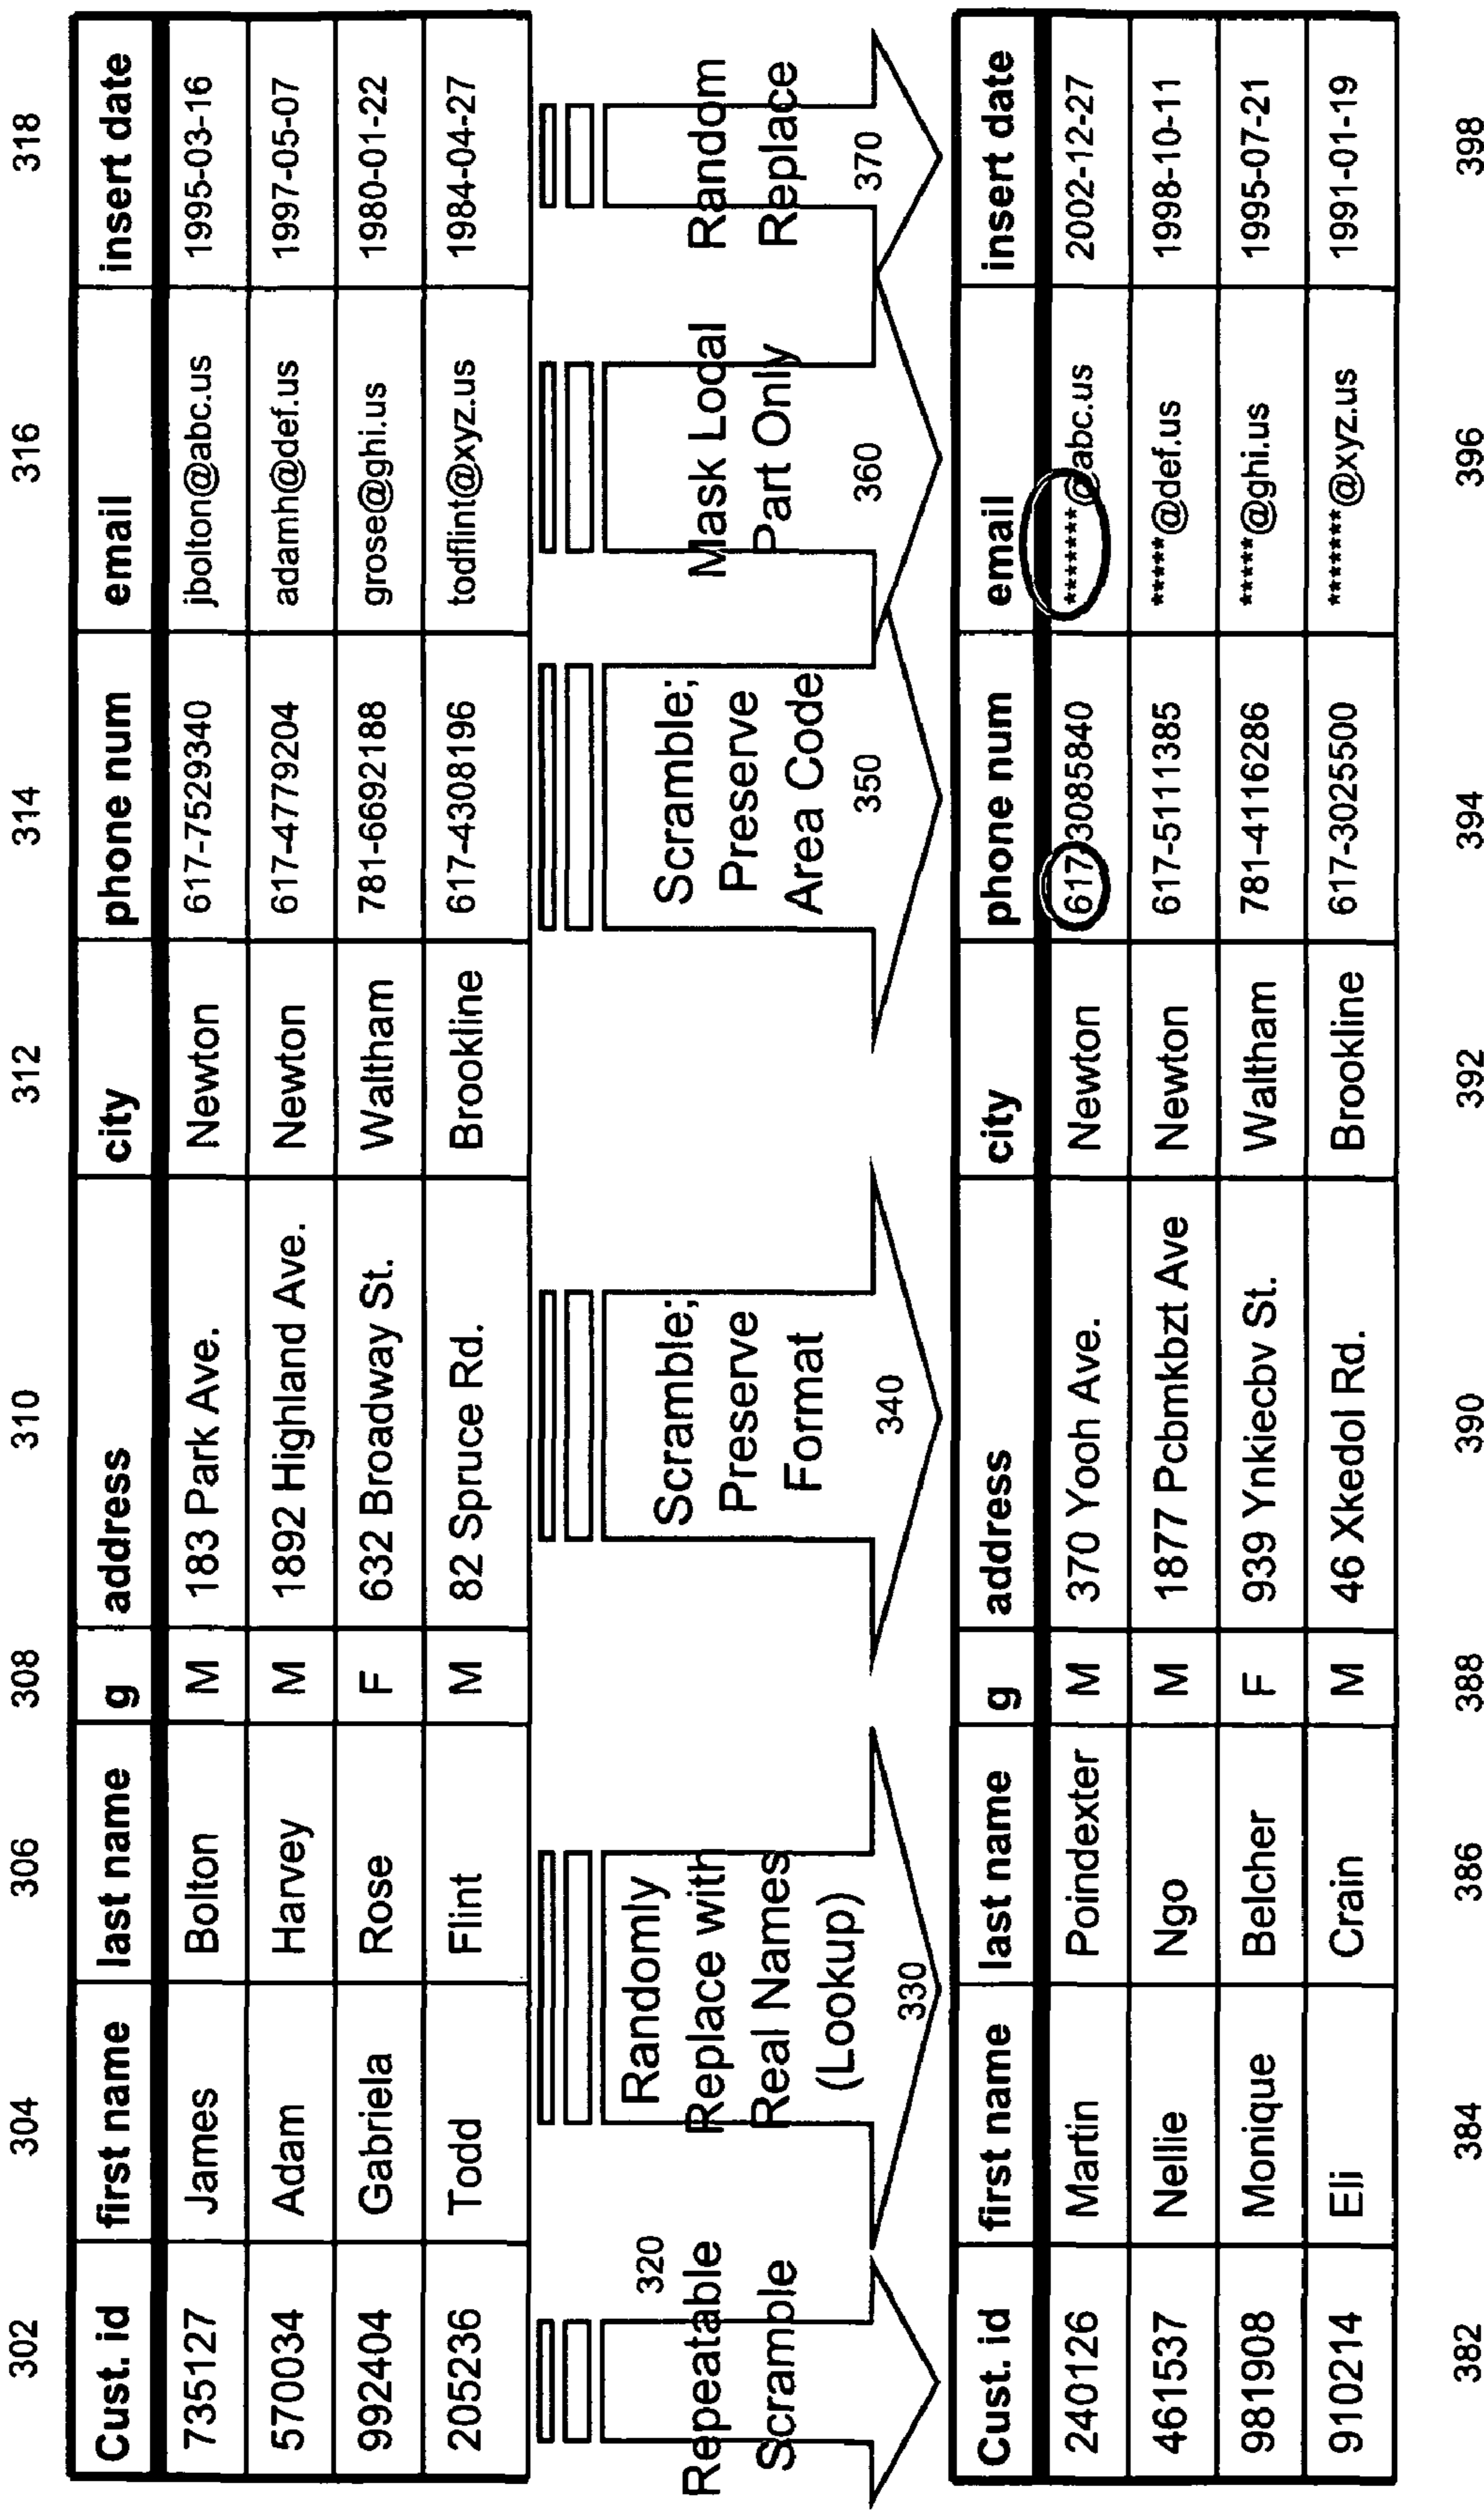 302 304 306 308 310 312 314 316 318
Cust. id first name last name g address city phone num email insert date
735127 James Bolton M 183 Park Ave. Newton 617-7529340 jbolton@abc.us 1995-03-16
570034 Adam Harvey M 1892 Highland Ave. Newton 617-4779204 adamh@def.us 1997-05-07
992404 Gabriela Rose F 632 Broadway St. Waltham 781-6692188 grose@ghi.us 1980-01-22
205236 Todd Flint M 82 Spruce Rd. Brookline 617-4308196 todflint@xyz.us 1984-04-27
320
Repeatable
Scramble
Randomly
Replace with
Real Names
(Lookup)
330
Scramble;
Preserve
Format
340
Scramble;
Preserve
Area Code
350
Mask Local
Part Only
360
Random
Replace
370
Cust. id first name last name g address city phone num email insert date
240126 Martin Poindexter M 370 Yooh Ave. Newton 617-3085840 *******@abc.us 2002-12-27
461537 Nellie Ngo M 1877 Pcbmkbzt Ave Newton 617-5111385 *****@def.us 1998-10-11
981908 Monique Belcher F 939 Ynkiecbv St. Waltham 781-4116286 *****@ghi.us 1995-07-21
910214 Eli Crain M 46 Xkedol Rd. Brookline 617-3025500 *******@xyz.us 1991-01-19
382 384 386 388 390 392 394 396 398